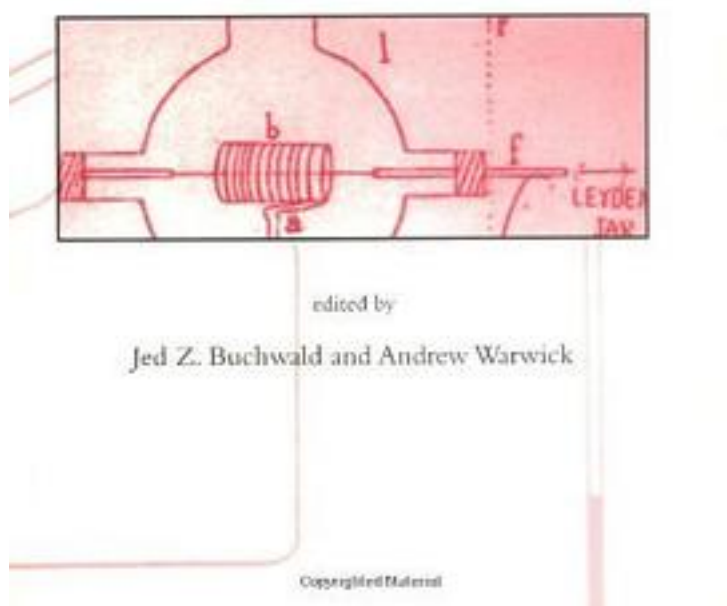 l
b
f
a
LEYDEN
JAR
edited by
Jed Z. Buchwald and Andrew Warwick
Copyrighted Material